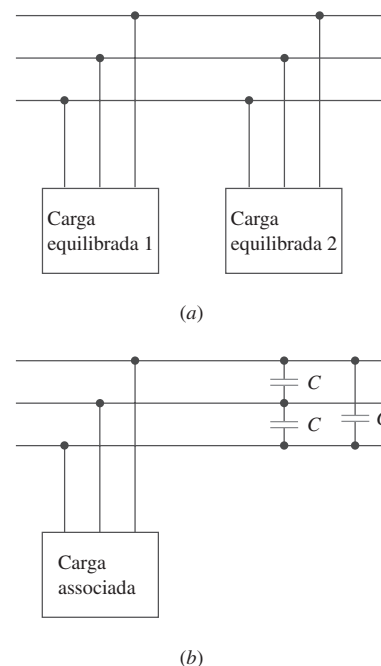 Carga
equilibrada 1
Carga
equilibrada 2
(a)
C
C
C
Carga
associada
(b)